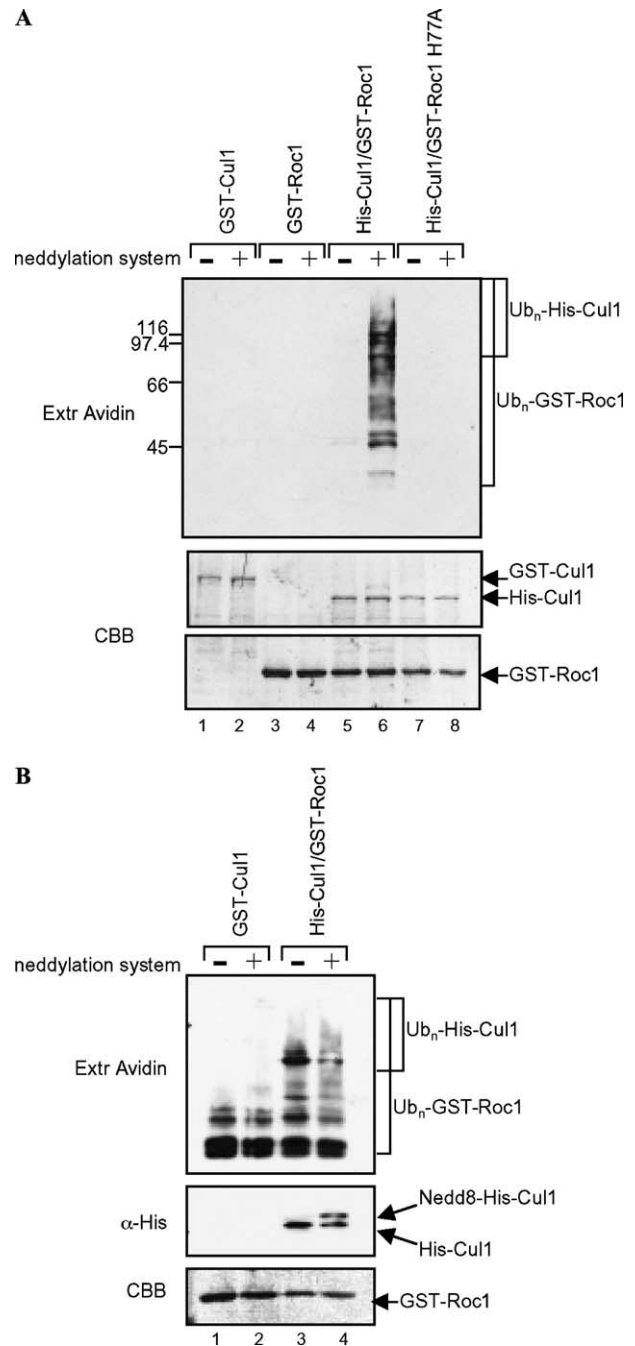 A
GST-Cul1
GST-Roc1
His-Cul1/GST-Roc1
His-Cul1/GST-Roc1 H77A
neddylation system - + - + - + - +
116
97.4
66
45
Extr Avidin
Ubn-His-Cul1
Ubn-GST-Roc1
CBB
GST-Cul1
His-Cul1
GST-Roc1
1 2 3 4 5 6 7 8
B
GST-Cul1
His-Cul1/GST-Roc1
neddylation system - + - +
Extr Avidin
Ubn-His-Cul1
Ubn-GST-Roc1
α-His
Nedd8-His-Cul1
His-Cul1
CBB
GST-Roc1
1 2 3 4